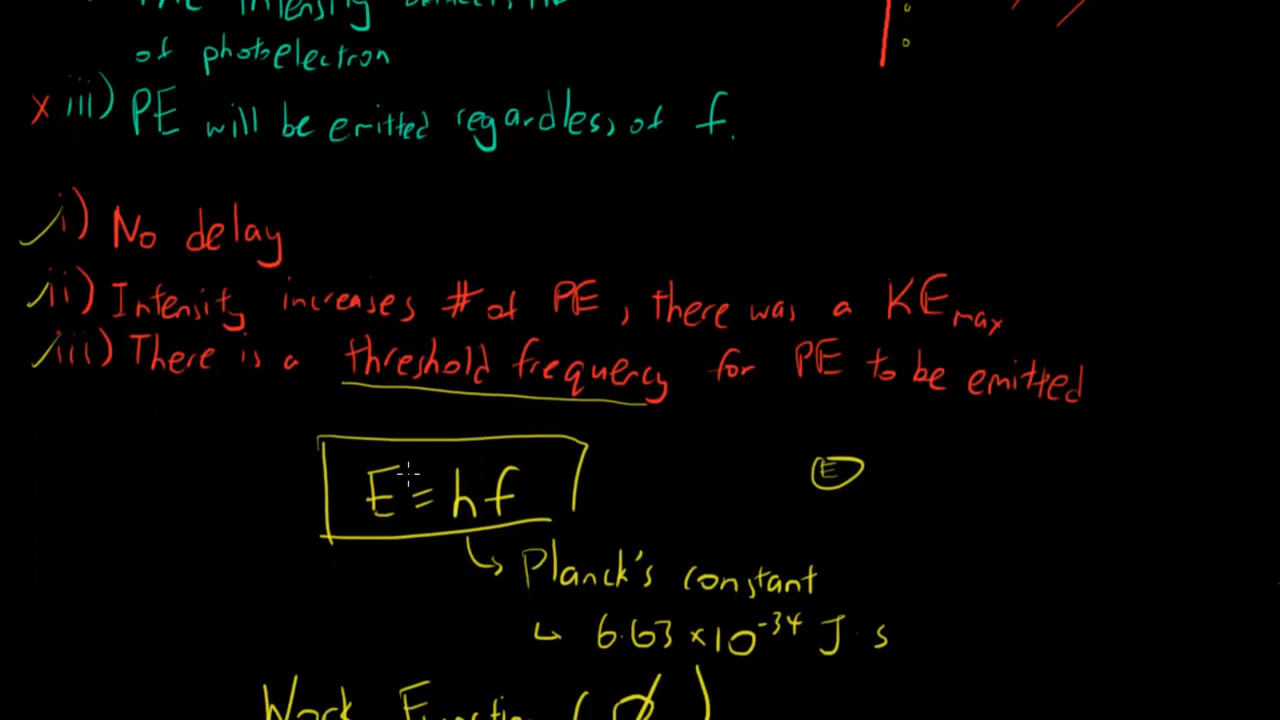 of photoelectron
x iii) PE will be emitted regardless of f.
i) No delay
ii) Intensity increases # of PE, there was a KEmax
iii) There is a threshold frequency for PE to be emitted
E = hf
E
↳ Planck's constant
↳ 6.63 × 10⁻³⁴ J·s
Work Function (φ)